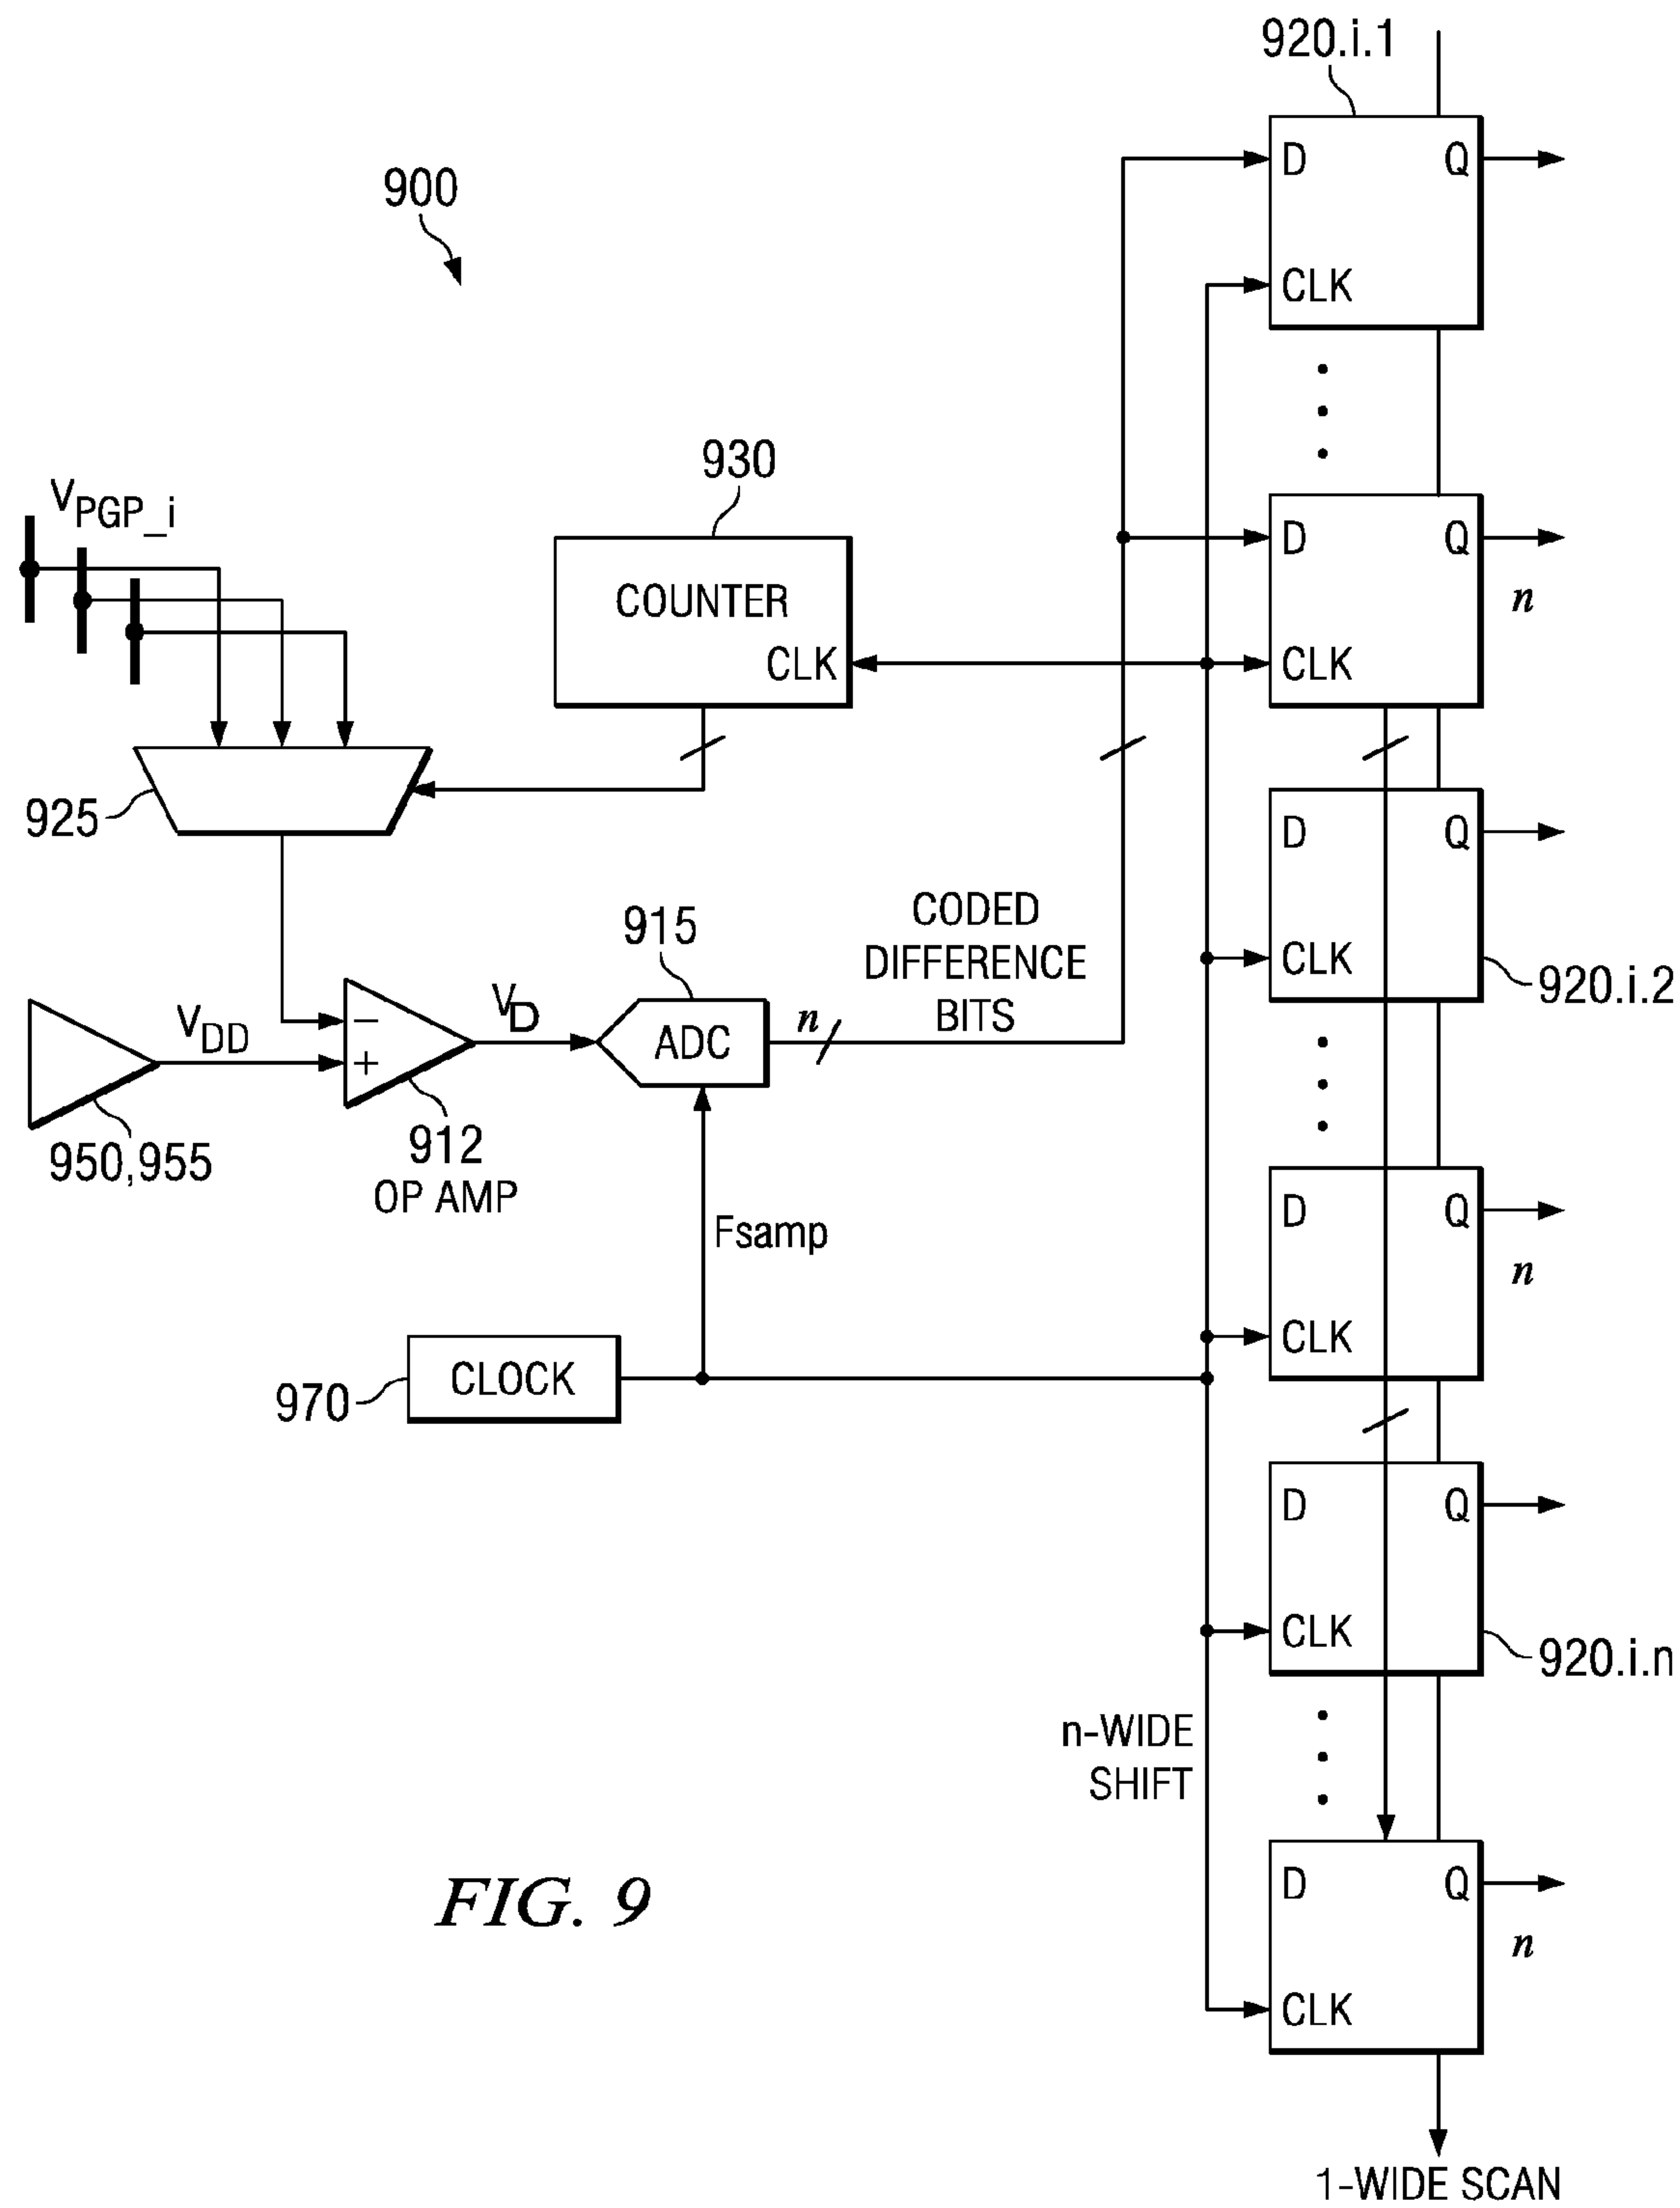 920.i.1
D Q
CLK
900
930
COUNTER
CLK
VPGP_i
D Q
n
CLK
925
D Q
CLK
920.i.2
915
CODED
DIFFERENCE
BITS
VDD
VD
ADC
n
-
+
950,955
912
OP AMP
Fsamp
D Q
n
CLK
CLOCK
970
D Q
CLK
920.i.n
n-WIDE
SHIFT
D Q
n
CLK
FIG. 9
1-WIDE SCAN